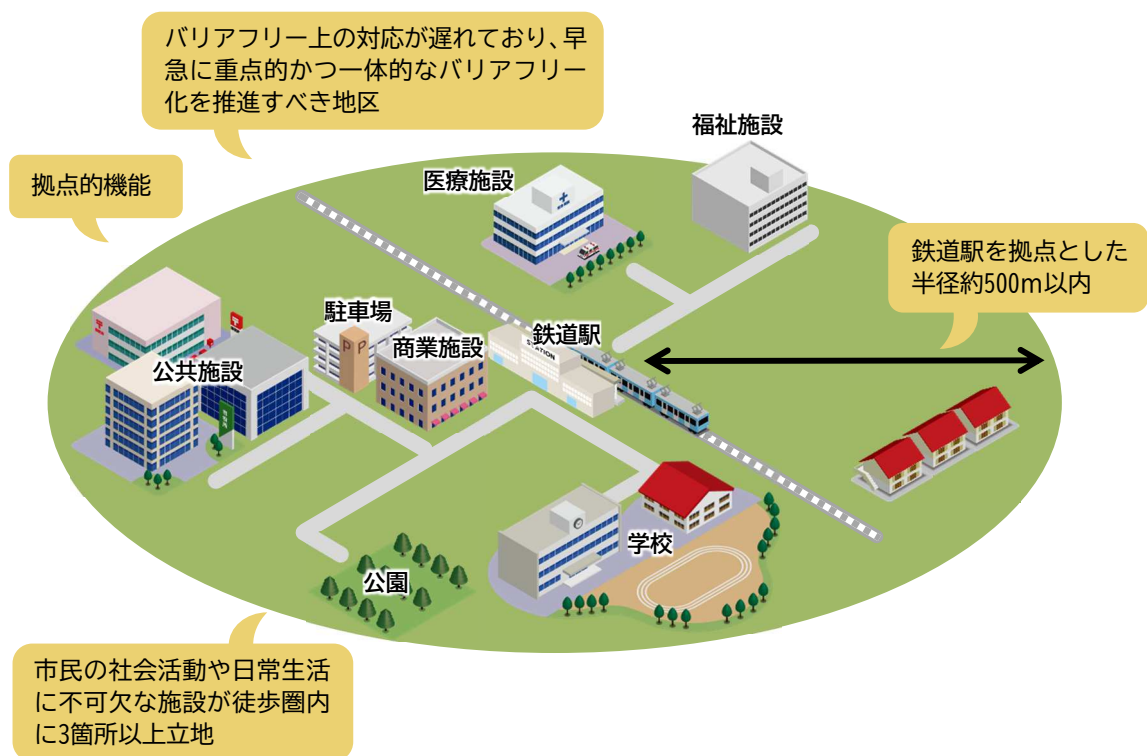 バリアフリー上の対応が遅れており、早
急に重点的かつ一体的なバリアフリー
化を推進すべき地区
拠点的機能
福祉施設
医療施設
鉄道駅を拠点とした
半径約500m以内
駐車場
鉄道駅
商業施設
STATION
P P
公共施設
学校
公園
市民の社会活動や日常生活
に不可欠な施設が徒歩圏内
に3箇所以上立地